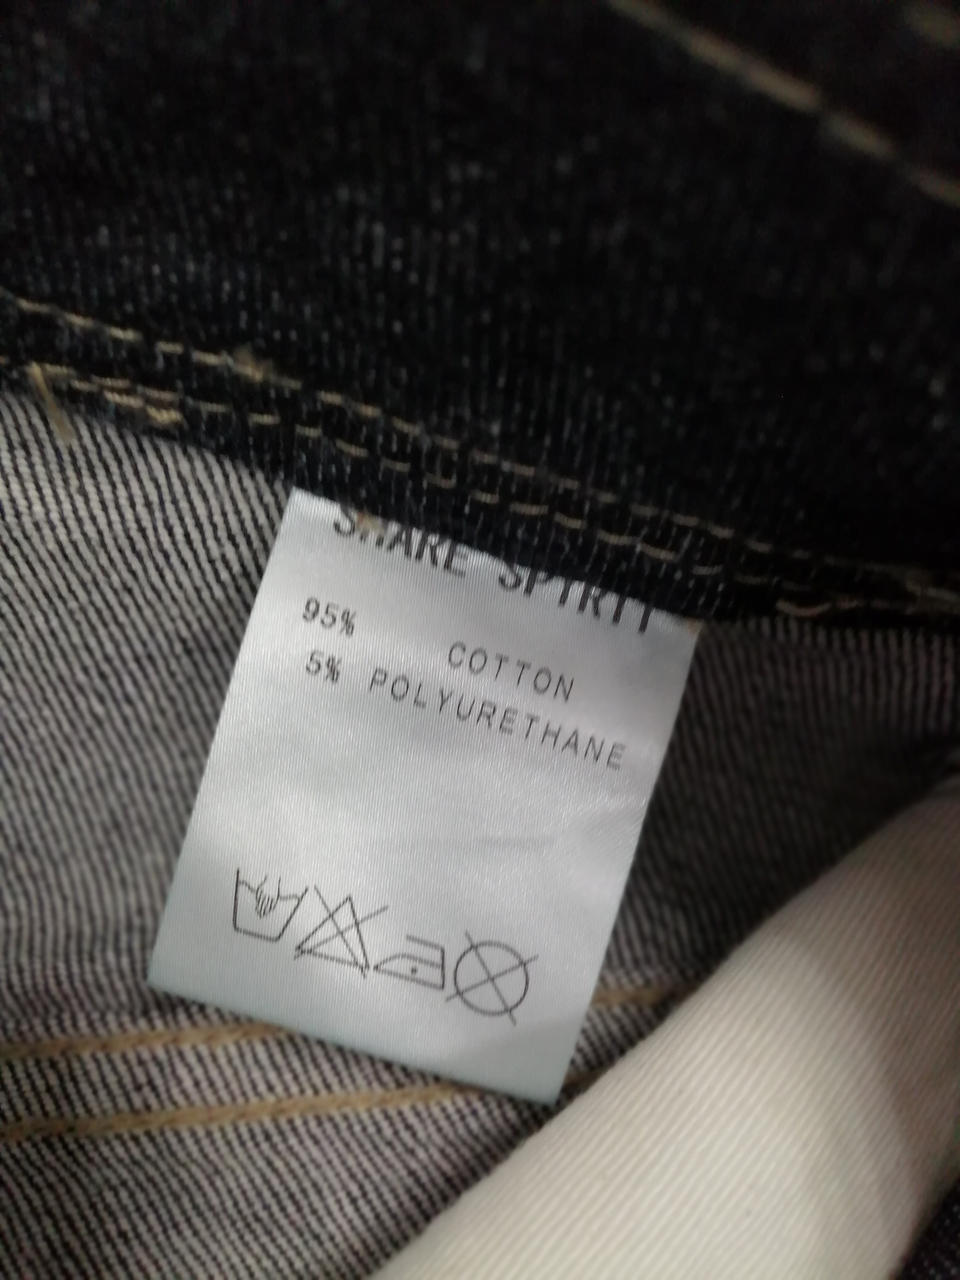 SHARE SPIRIT
95% COTTON
5% POLYURETHANE